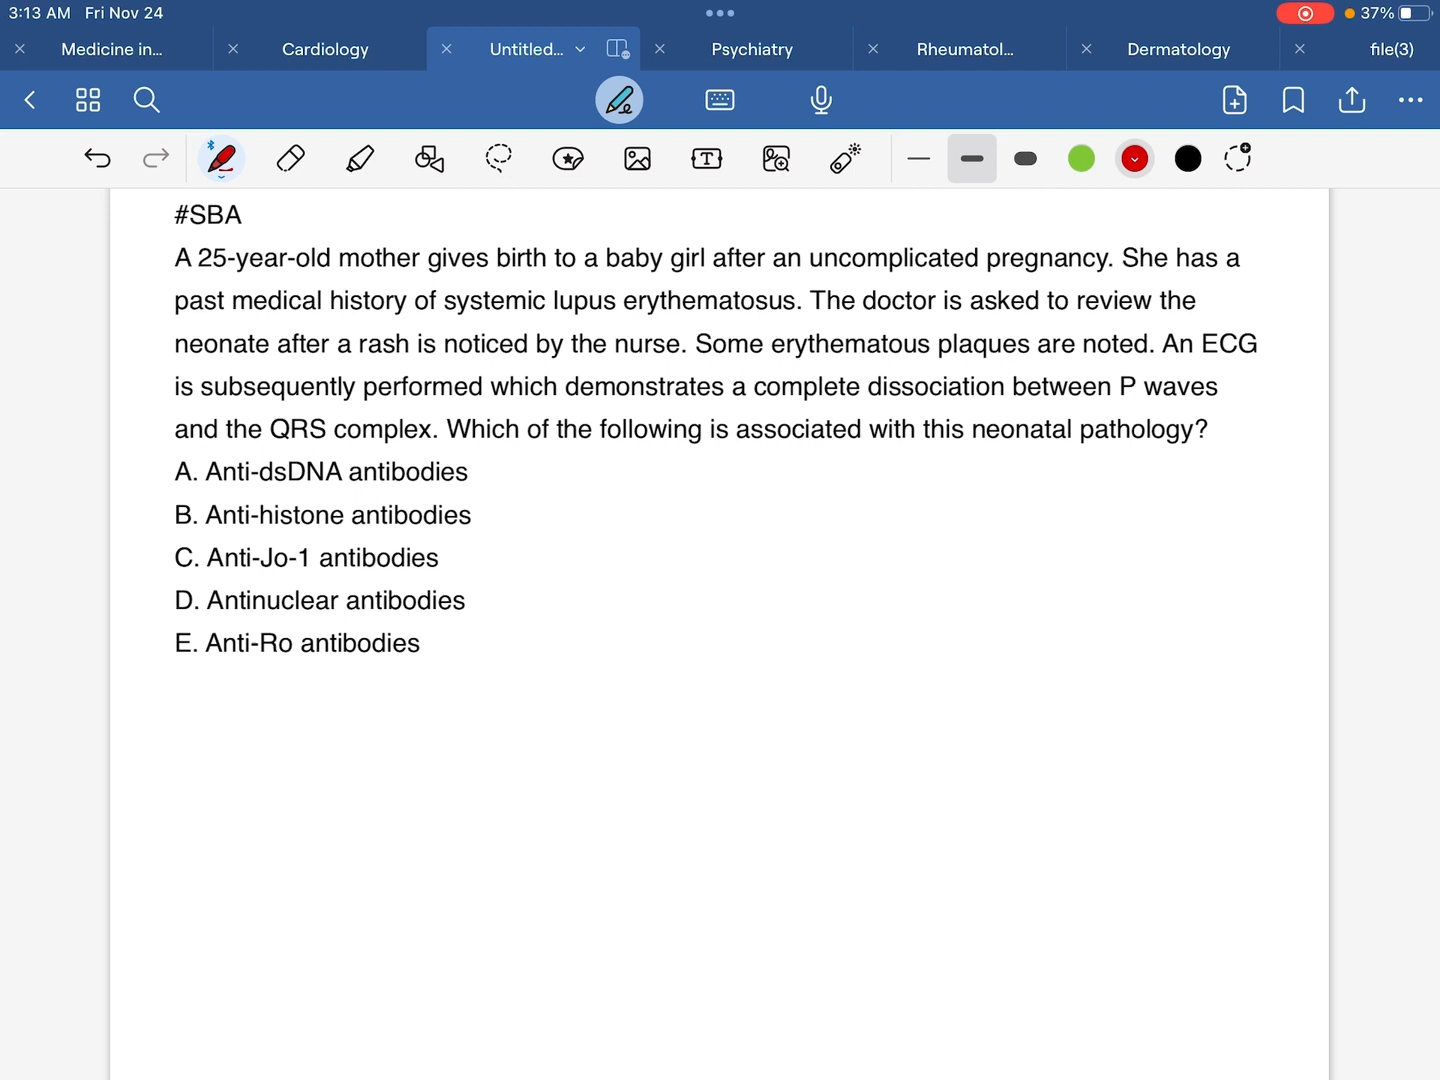 3:13 AM Fri Nov 24
37%
Medicine in...
Cardiology
Untitled...
Psychiatry
Rheumatol...
Dermatology
file(3)
#SBA
A 25-year-old mother gives birth to a baby girl after an uncomplicated pregnancy. She has a
past medical history of systemic lupus erythematosus. The doctor is asked to review the
neonate after a rash is noticed by the nurse. Some erythematous plaques are noted. An ECG
is subsequently performed which demonstrates a complete dissociation between P waves
and the QRS complex. Which of the following is associated with this neonatal pathology?
A. Anti-dsDNA antibodies
B. Anti-histone antibodies
C. Anti-Jo-1 antibodies
D. Antinuclear antibodies
E. Anti-Ro antibodies